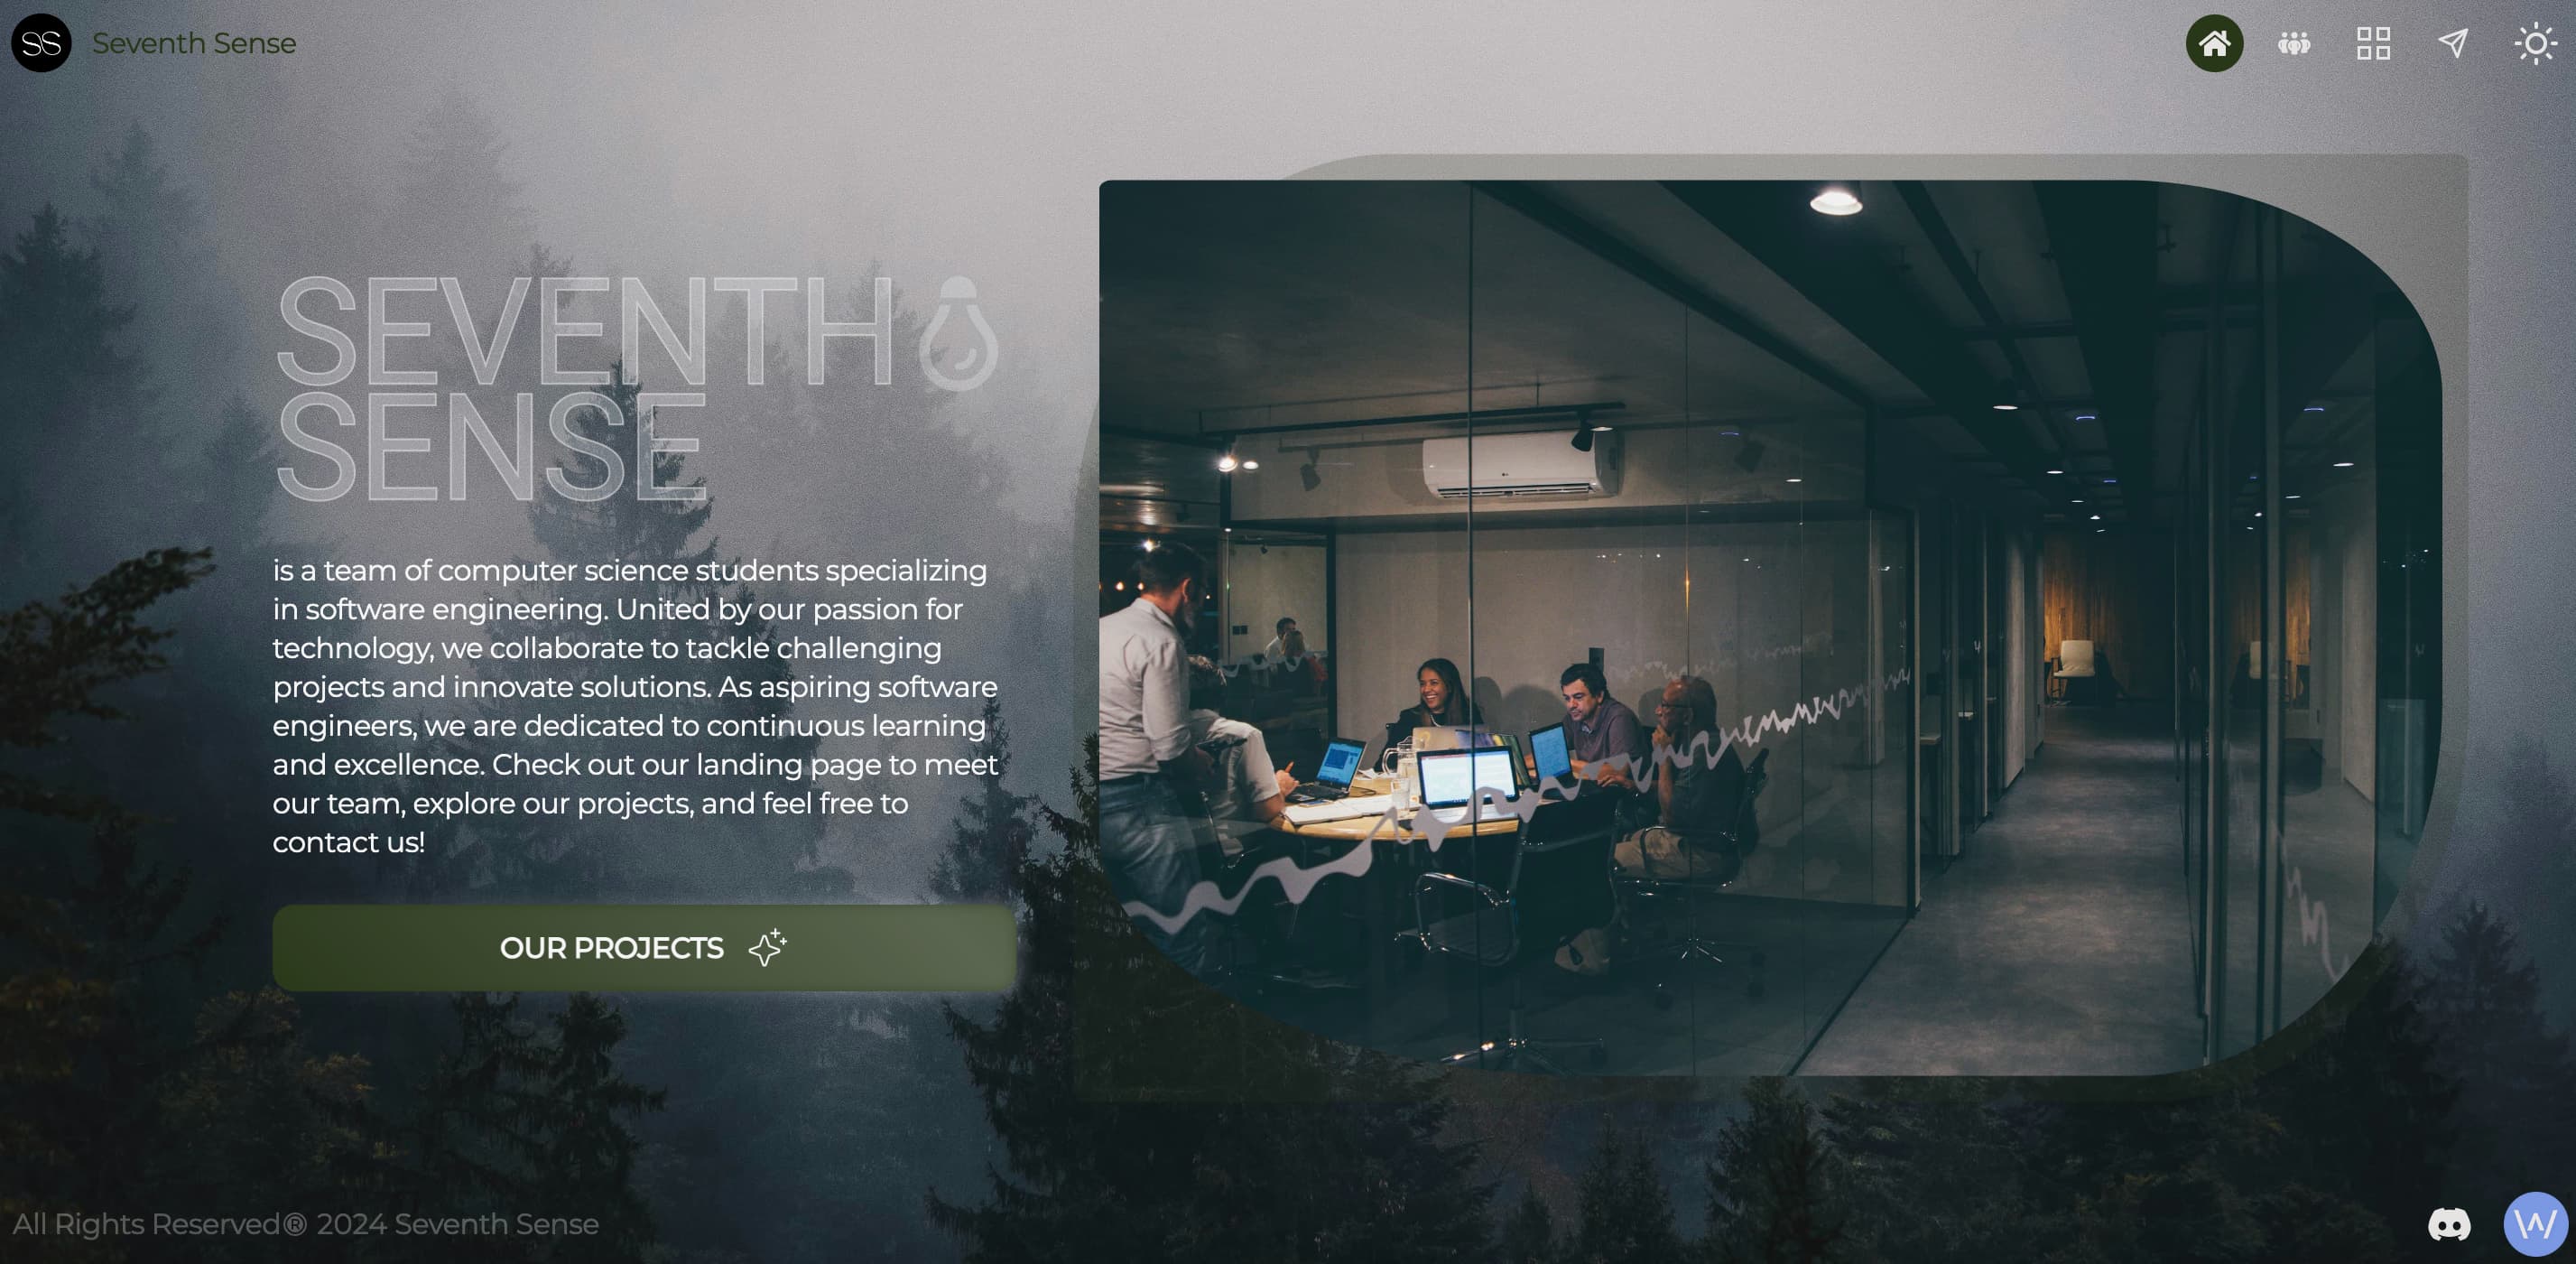 SS Seventh Sense
SEVENTH
SENSE
is a team of computer science students specializing
in software engineering. United by our passion for
technology, we collaborate to tackle challenging
projects and innovate solutions. As aspiring software
engineers, we are dedicated to continuous learning
and excellence. Check out our landing page to meet
our team, explore our projects, and feel free to
contact us!
OUR PROJECTS
All Rights Reserved® 2024 Seventh Sense
W